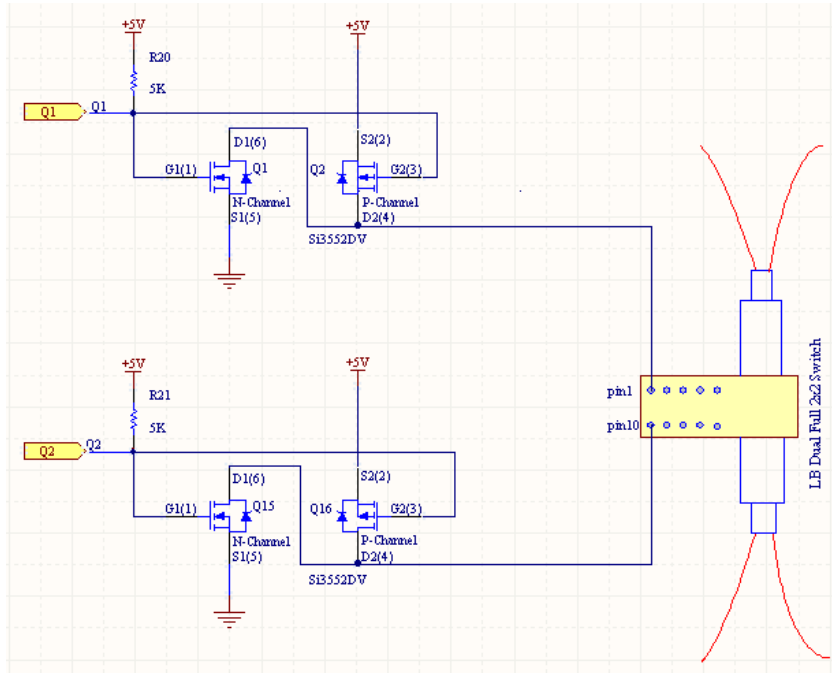 +5V
+5V
R20
5K
Q1
Q1
D1(6)
S2(2)
G1(1)
Q1
Q2
G2(3)
N-Channel
P-Channel
S1(5)
D2(4)
Si3552DV
+5V
+5V
R21
5K
Q2
Q2
D1(6)
S2(2)
G1(1)
Q15
Q16
G2(3)
N-Channel
P-Channel
S1(5)
D2(4)
Si3552DV
pin1
pin10
LB Dual Full 2x2 Switch